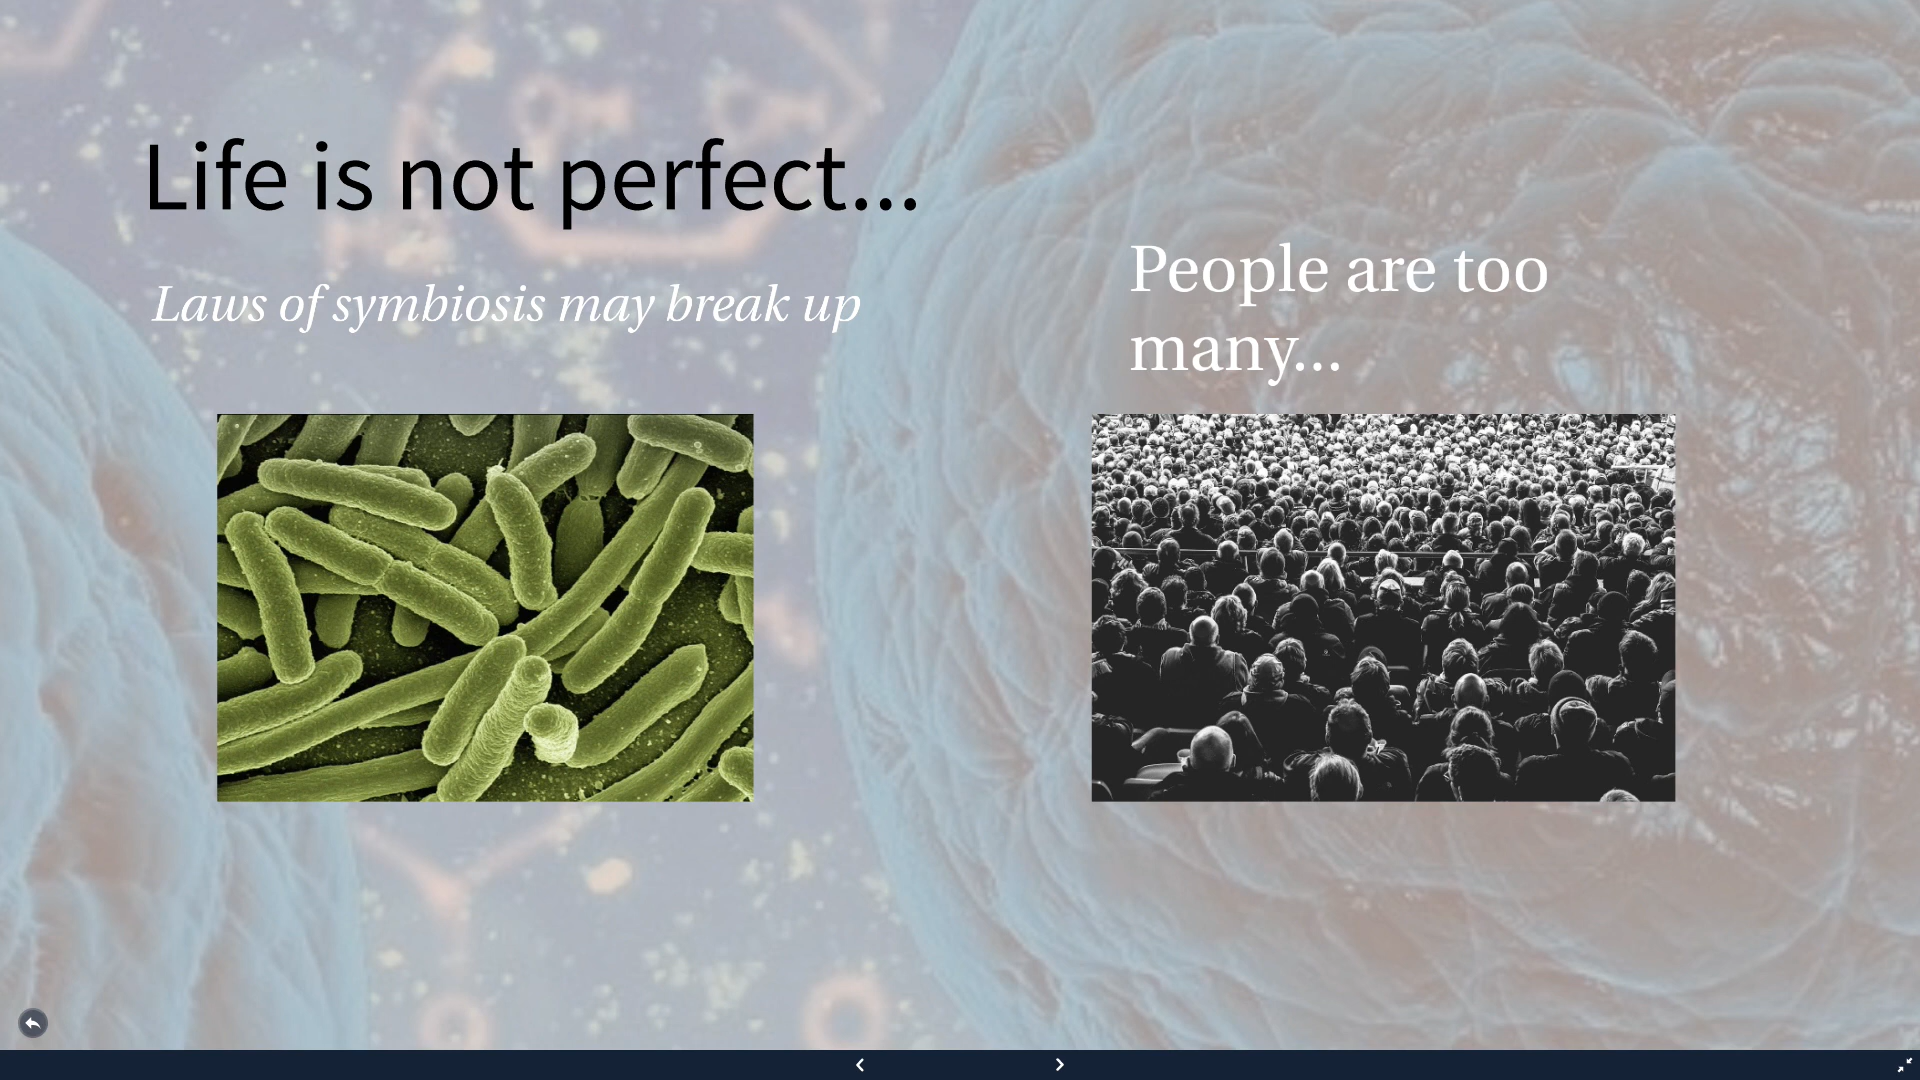 Life is not perfect...
Laws of symbiosis may break up
People are too
many...